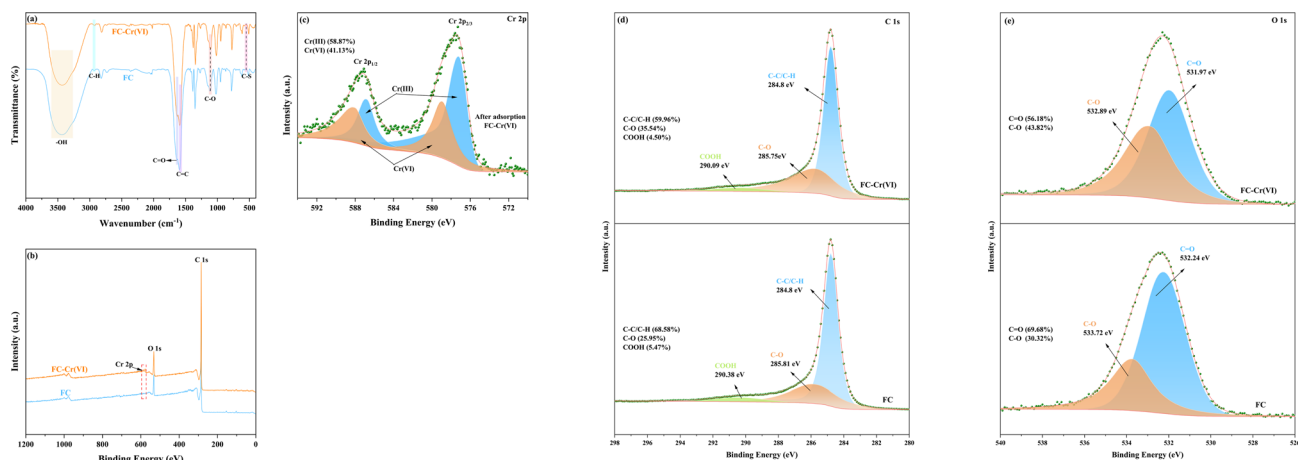 (a)
FC-Cr(VI)
C-H
FC
C-S
C-O
-OH
C=O
C=C
Transmittance (%)
4000 3500 3000 2500 2000 1500 1000 500
Wavenumber (cm-1)
(b)
C 1s
O 1s
Cr 2p
FC-Cr(VI)
FC
Intensity (a.u.)
1200 1000 800 600 400 200 0
Binding Energy (eV)
(c)
Cr 2p
Cr 2p3/2
Cr(III) (58.87%)
Cr(VI) (41.13%)
Cr 2p1/2
Cr(III)
After adsorption
FC-Cr(VI)
Cr(VI)
Intensity (a.u.)
592 588 584 580 576 572
Binding Energy (eV)
(d)
C 1s
C-C/C-H
284.8 eV
C-C/C-H (59.96%)
C-O (35.54%)
COOH (4.50%)
C-O
285.75eV
COOH
290.09 eV
FC-Cr(VI)
Intensity (a.u.)
C-C/C-H
284.8 eV
C-C/C-H (68.58%)
C-O (25.95%)
COOH (5.47%)
C-O
285.81 eV
COOH
290.38 eV
FC
Intensity (a.u.)
298 296 294 292 290 288 286 284 282 280
Binding Energy (eV)
(e)
O 1s
C=O
531.97 eV
C-O
532.89 eV
C=O (56.18%)
C-O (43.82%)
FC-Cr(VI)
Intensity (a.u.)
C=O
532.24 eV
C-O
533.72 eV
C=O (69.68%)
C-O (30.32%)
FC
Intensity (a.u.)
540 538 536 534 532 530 528 526
Binding Energy (eV)